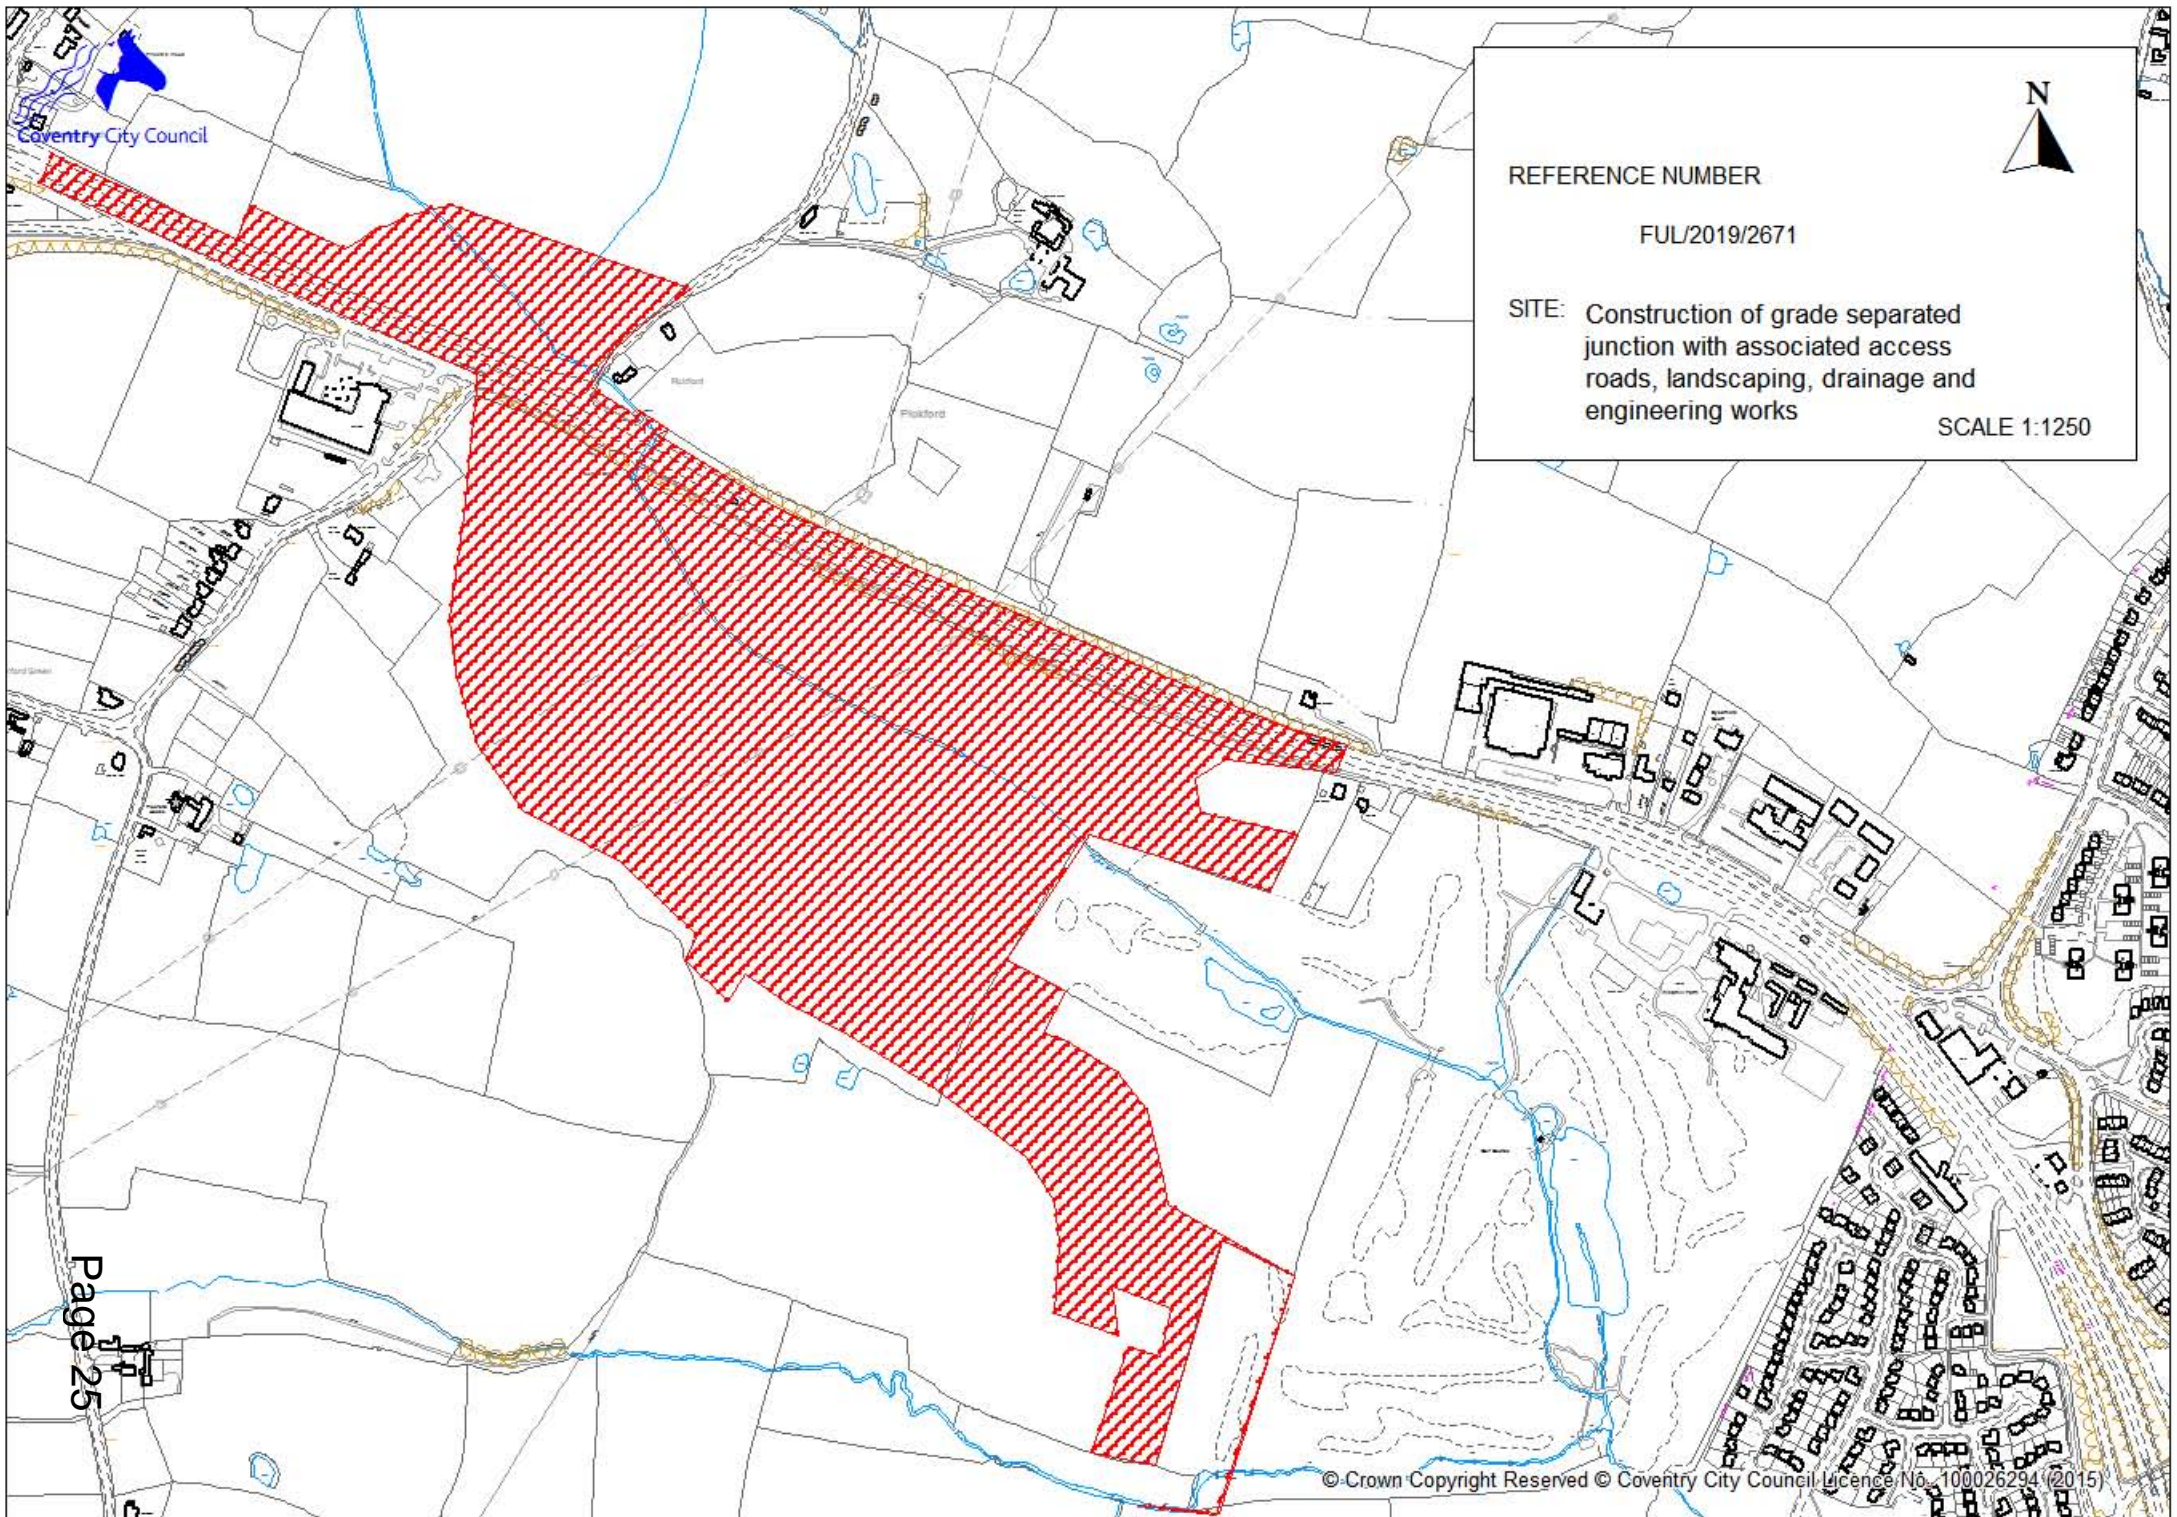 Coventry City Council
N
REFERENCE NUMBER
FUL/2019/2671
SITE: Construction of grade separated
junction with associated access
roads, landscaping, drainage and
engineering works
SCALE 1:1250
Pickford
Pickford
Page 25
© Crown Copyright Reserved © Coventry City Council Licence No. 100026294 (2015)